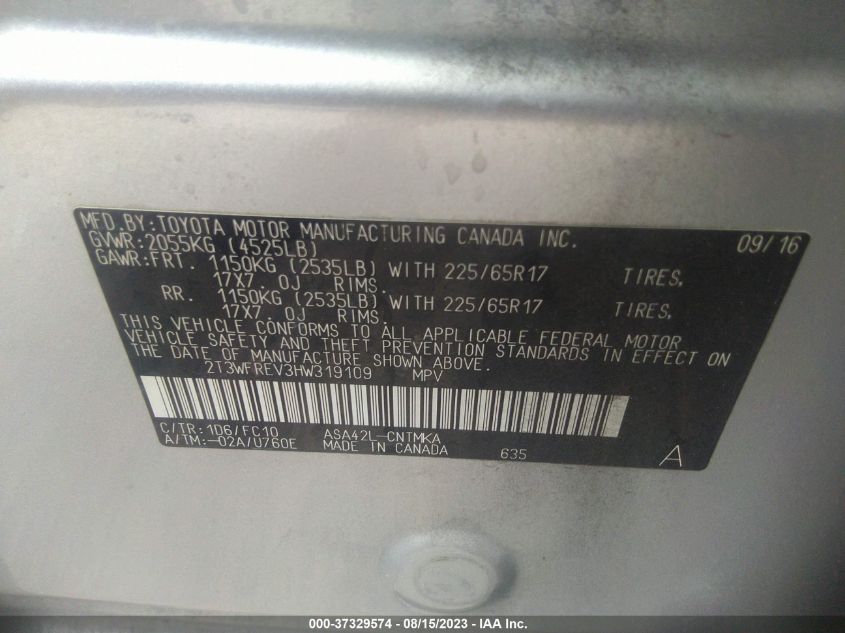 MFD.BY:TOYOTA MOTOR MANUFACTURING CANADA INC. 09/16
GVWR:2055KG (4525LB)
GAWR:FRT. 1150KG (2535LB) WITH 225/65R17 TIRES.
17X7.0J RIMS.
RR. 1150KG (2535LB) WITH 225/65R17 TIRES.
17X7.0J RIMS.
THIS VEHICLE CONFORMS TO ALL APPLICABLE FEDERAL MOTOR
VEHICLE SAFETY AND THEFT PREVENTION STANDARDS IN EFFECT ON
THE DATE OF MANUFACTURE SHOWN ABOVE.
2T3WFREV3HW319109 MPV
C/TR:1D6/FC10 ASA42L-CNTMKA
A/TM:-02A/U760E MADE IN CANADA 635 A
000-37329574 - 08/15/2023 - IAA Inc.